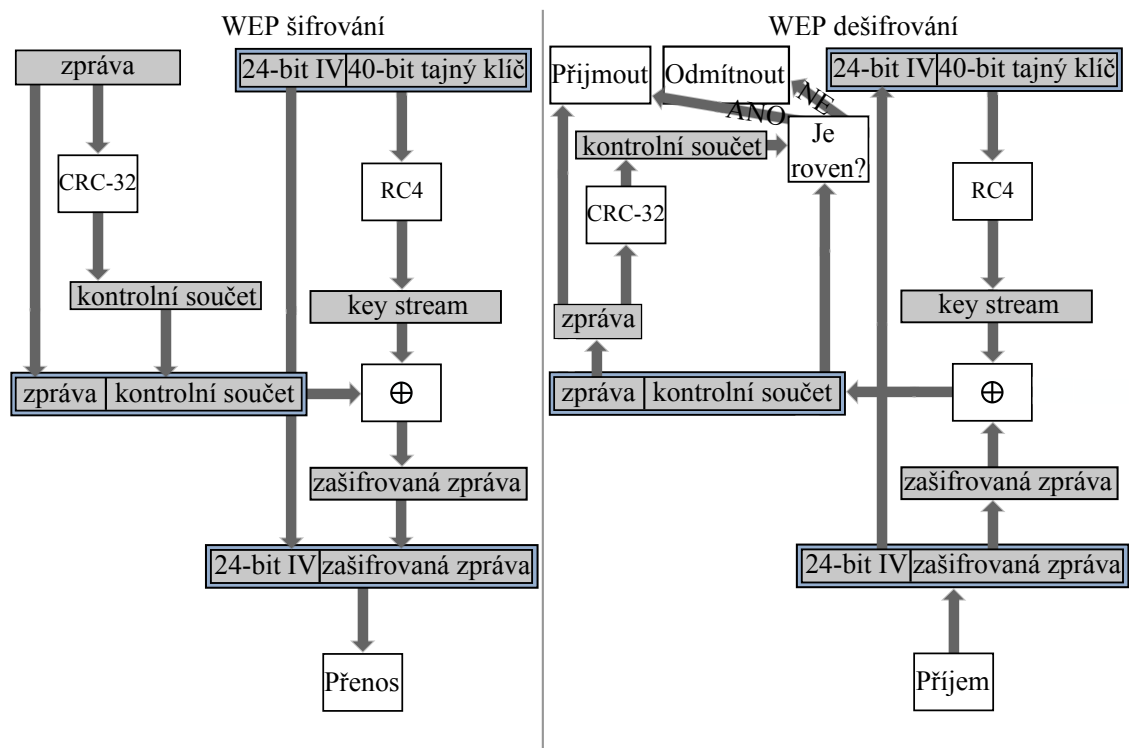 WEP šifrování
zpráva
24-bit IV 40-bit tajný klíč
CRC-32
RC4
kontrolní součet
key stream
zpráva kontrolní součet
⊕
zašifrovaná zpráva
24-bit IV zašifrovaná zpráva
Přenos
WEP dešifrování
Přijmout
Odmítnout
24-bit IV 40-bit tajný klíč
ANO
NE
Je
roven?
kontrolní součet
CRC-32
RC4
zpráva
key stream
zpráva kontrolní součet
⊕
zašifrovaná zpráva
24-bit IV zašifrovaná zpráva
Příjem